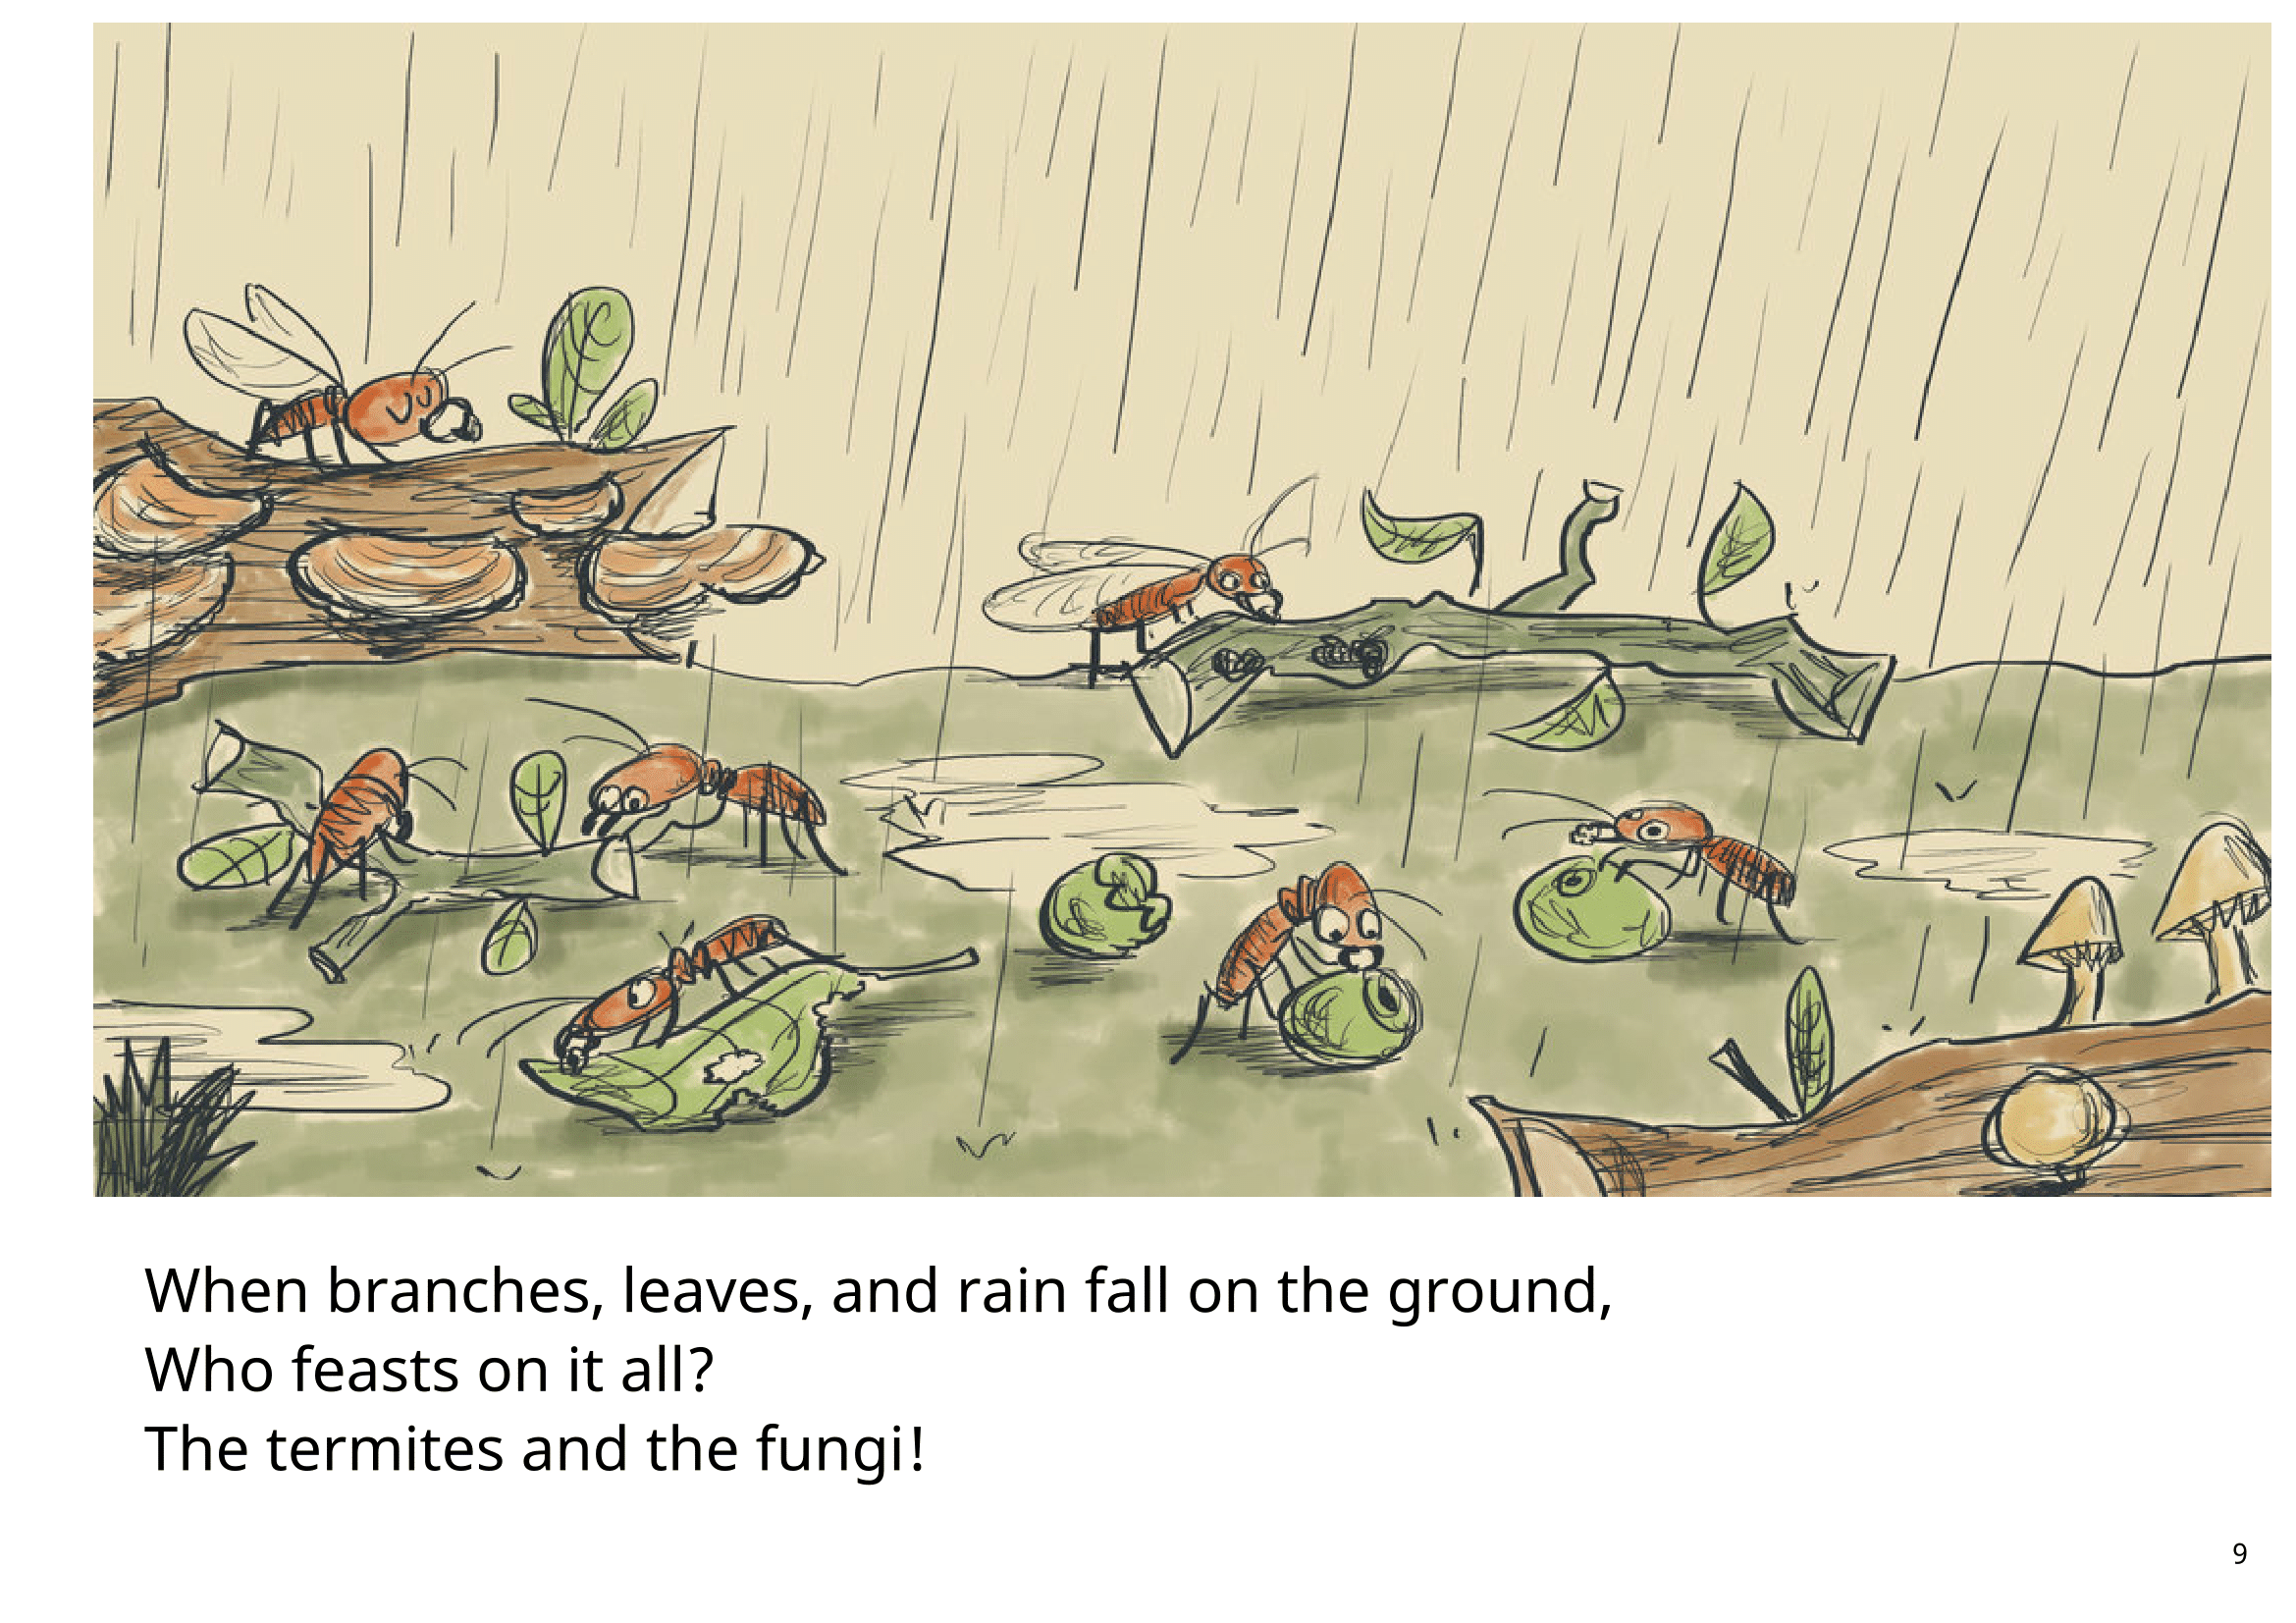 When branches, leaves, and rain fall on the ground,
Who feasts on it all?
The termites and the fungi!
9